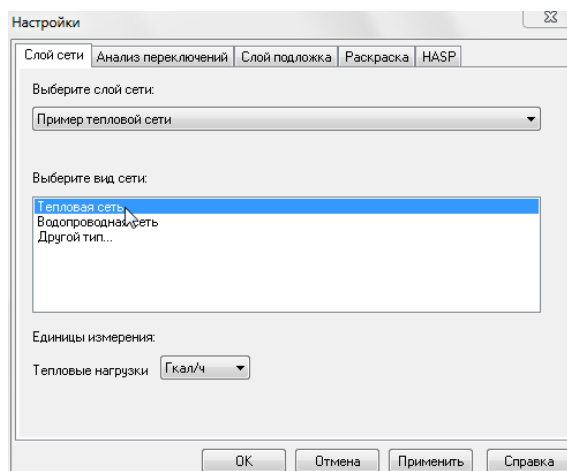 Настройки
Слой сети Анализ переключений Слой подложка Раскраска HASP
Выберите слой сети:
Пример тепловой сети
Выберите вид сети:
Тепловая сеть
Водопроводная сеть
Другой тип...
Единицы измерения:
Тепловые нагрузки Гкал/ч
OK Отмена Применить Справка